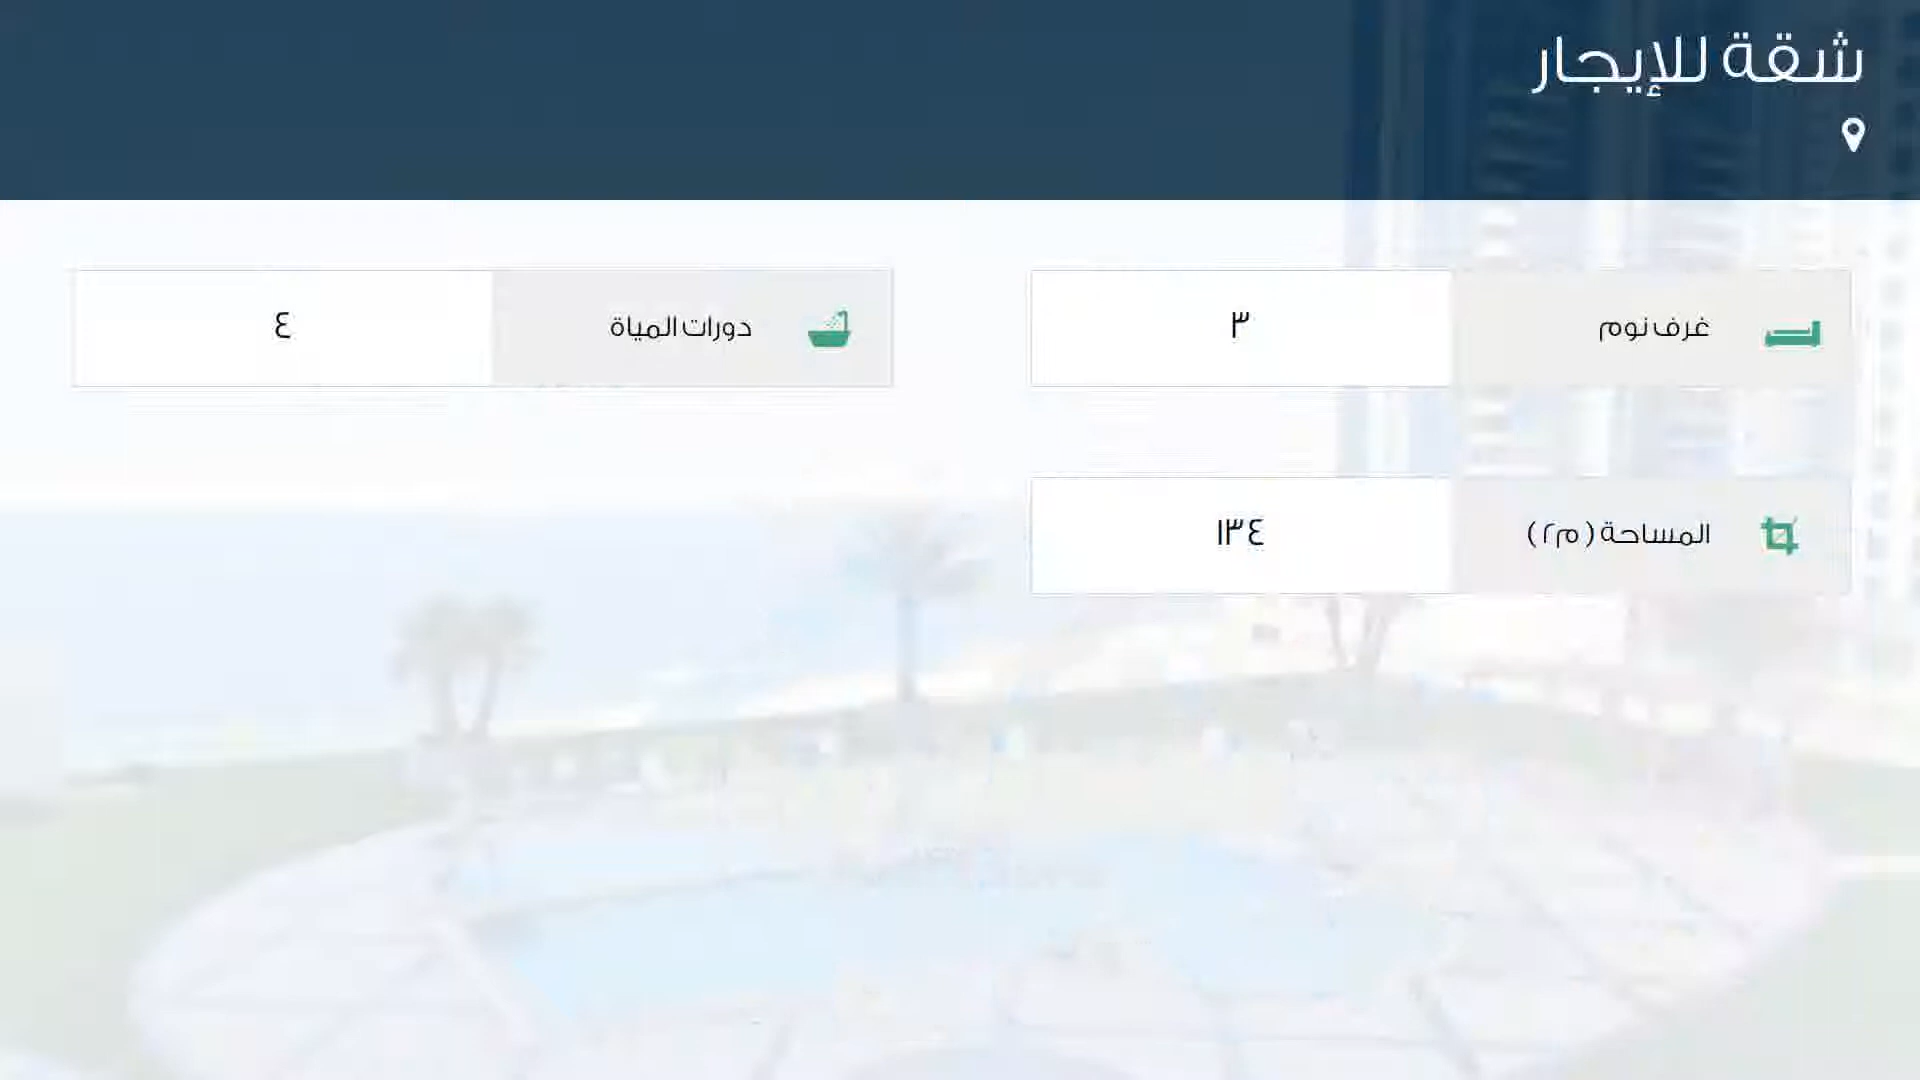 شقة للإيجار
غرف نوم
٣
دورات المياة
٤
المساحة (م٢)
١٣٤